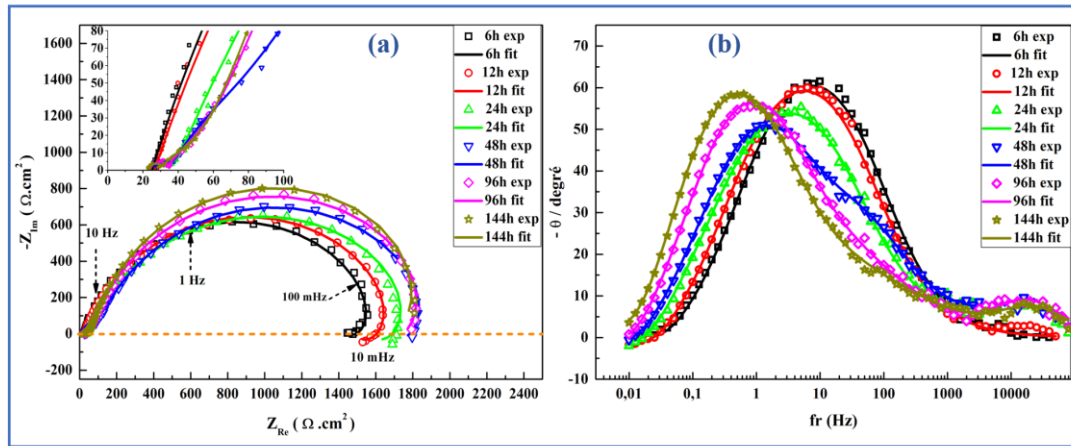 (a)
-Z_Im ( Ω.cm²)
1600
1400
1200
1000
800
600
400
200
0
-200
80
70
60
50
40
30
20
10
0
0 20 40 60 80 100
6h exp
6h fit
12h exp
12h fit
24h exp
24h fit
48h exp
48h fit
96h exp
96h fit
144h exp
144h fit
10 Hz
1 Hz
100 mHz
10 mHz
0 200 400 600 800 1000 1200 1400 1600 1800 2000 2200 2400
Z_Re ( Ω .cm²)
(b)
- θ / degré
70
60
50
40
30
20
10
0
-10
6h exp
6h fit
12h exp
12h fit
24h exp
24h fit
48h exp
48h fit
96h exp
96h fit
144h exp
144h fit
0,01 0,1 1 10 100 1000 10000
fr (Hz)